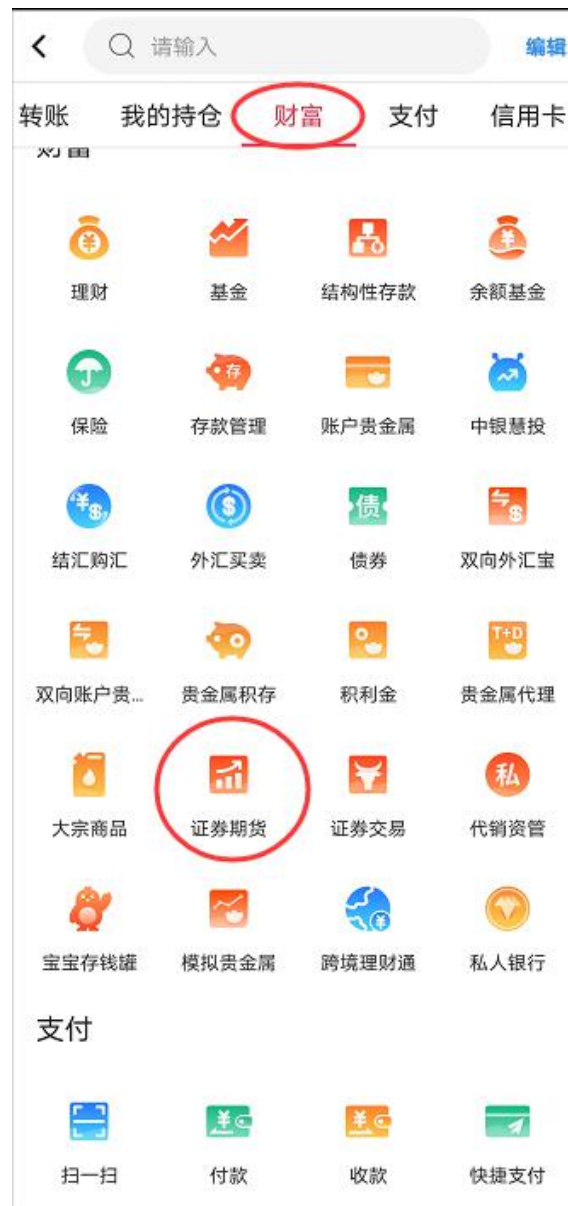 请输入 编辑
转账 我的持仓 财富 支付 信用卡
财富
理财 基金 结构性存款 余额基金
存
保险 存款管理 账户贵金属 中银慧投
债
结汇购汇 外汇买卖 债券 双向外汇宝
T+D
双向账户贵... 贵金属积存 积利金 贵金属代理
私
大宗商品 证券期货 证券交易 代销资管
宝宝存钱罐 模拟贵金属 跨境理财通 私人银行
支付
扫一扫 付款 收款 快捷支付